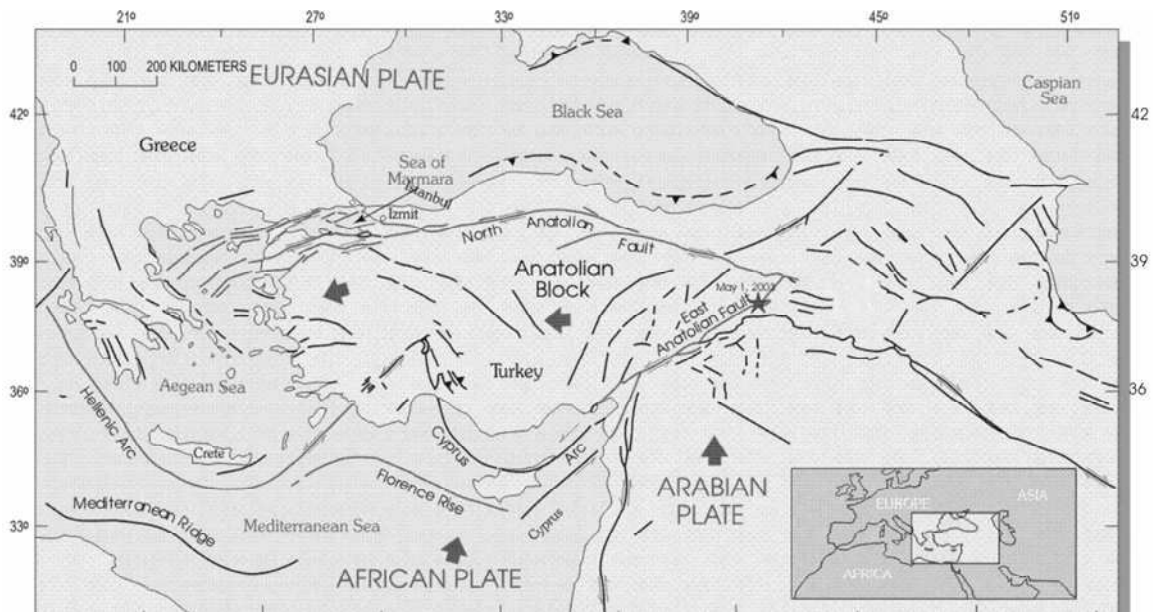 21° 27° 33° 39° 45° 51°
0 100 200 KILOMETERS
EURASIAN PLATE
Caspian
Sea
Black Sea
42
42
Greece
Sea of
Marmara
Istanbul
Izmit
North Anatolian Fault
39
39
Anatolian
Block
May 1, 2003
East
Anatolian Fault
Turkey
Aegean Sea
36
36
Hellenic Arc
Crete
Cyprus Arc
Florence Rise
Cyprus
ARABIAN
PLATE
Mediterranean Ridge
Mediterranean Sea
33
AFRICAN PLATE
EUROPE
ASIA
AFRICA